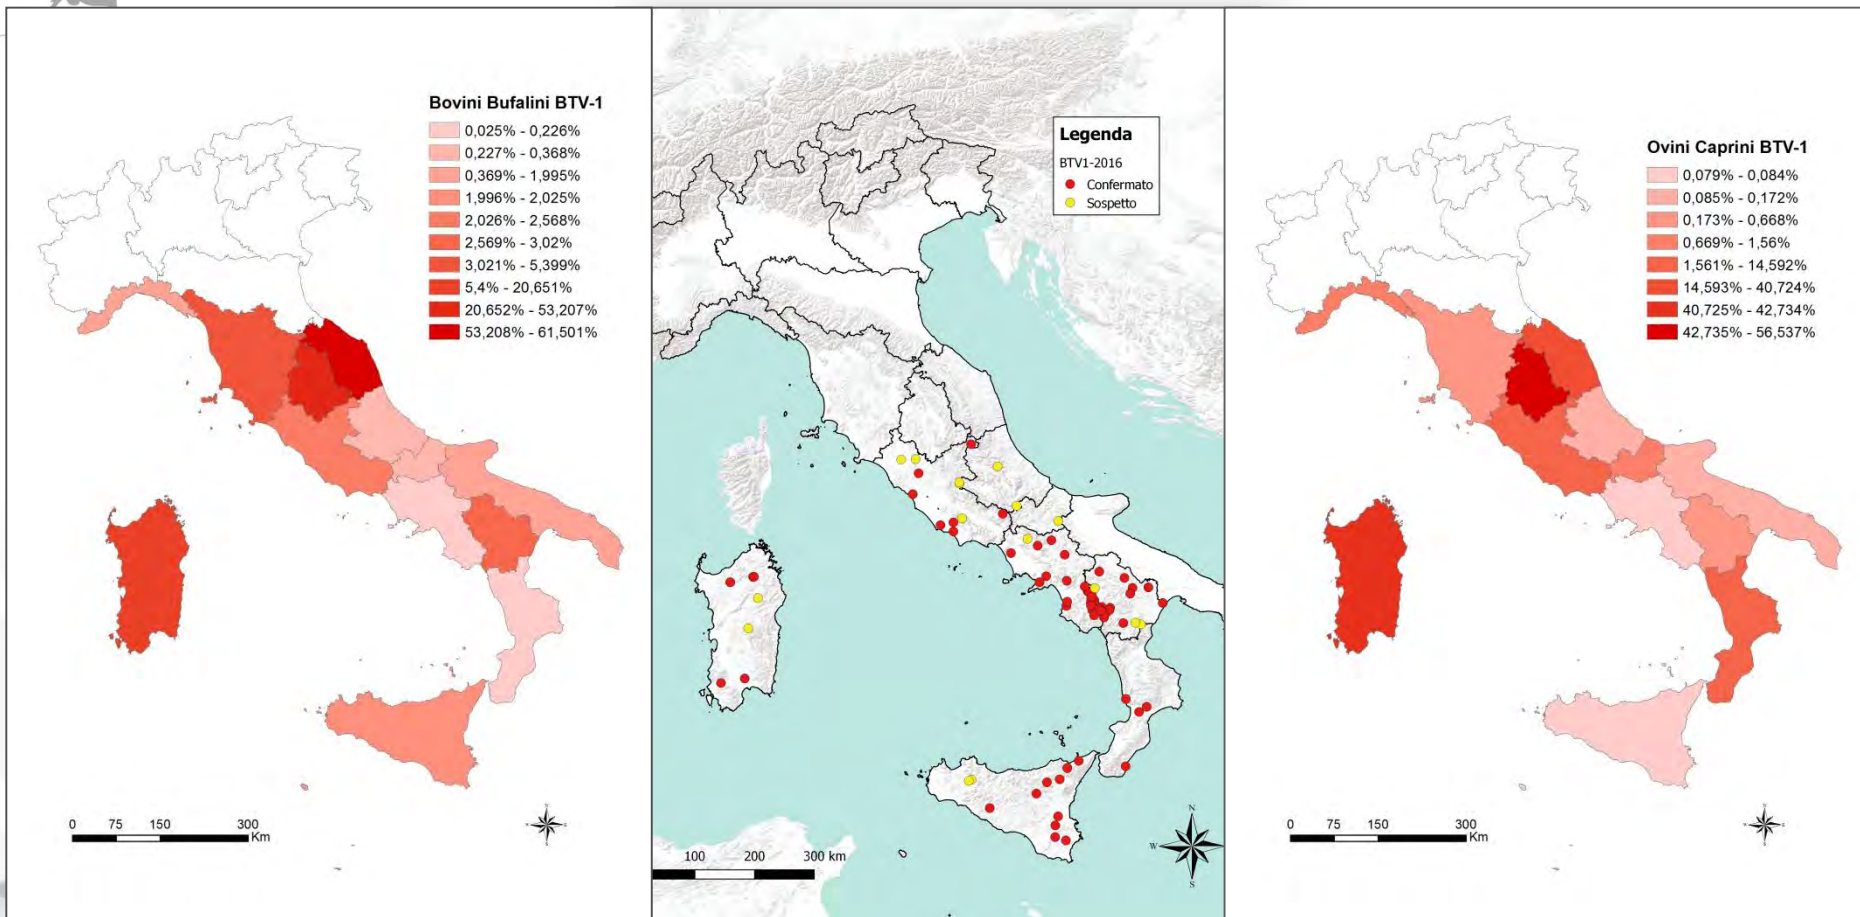 Bovini Bufalini BTV-1
0,025% - 0,226%
0,227% - 0,368%
0,369% - 1,995%
1,996% - 2,025%
2,026% - 2,568%
2,569% - 3,02%
3,021% - 5,399%
5,4% - 20,651%
20,652% - 53,207%
53,208% - 61,501%
0 75 150 300
Km
Legenda
BTV1-2016
Confermato
Sospetto
100 200 300 km
N
W E
S
Ovini Caprini BTV-1
0,079% - 0,084%
0,085% - 0,172%
0,173% - 0,668%
0,669% - 1,56%
1,561% - 14,592%
14,593% - 40,724%
40,725% - 42,734%
42,735% - 56,537%
0 75 150 300
Km